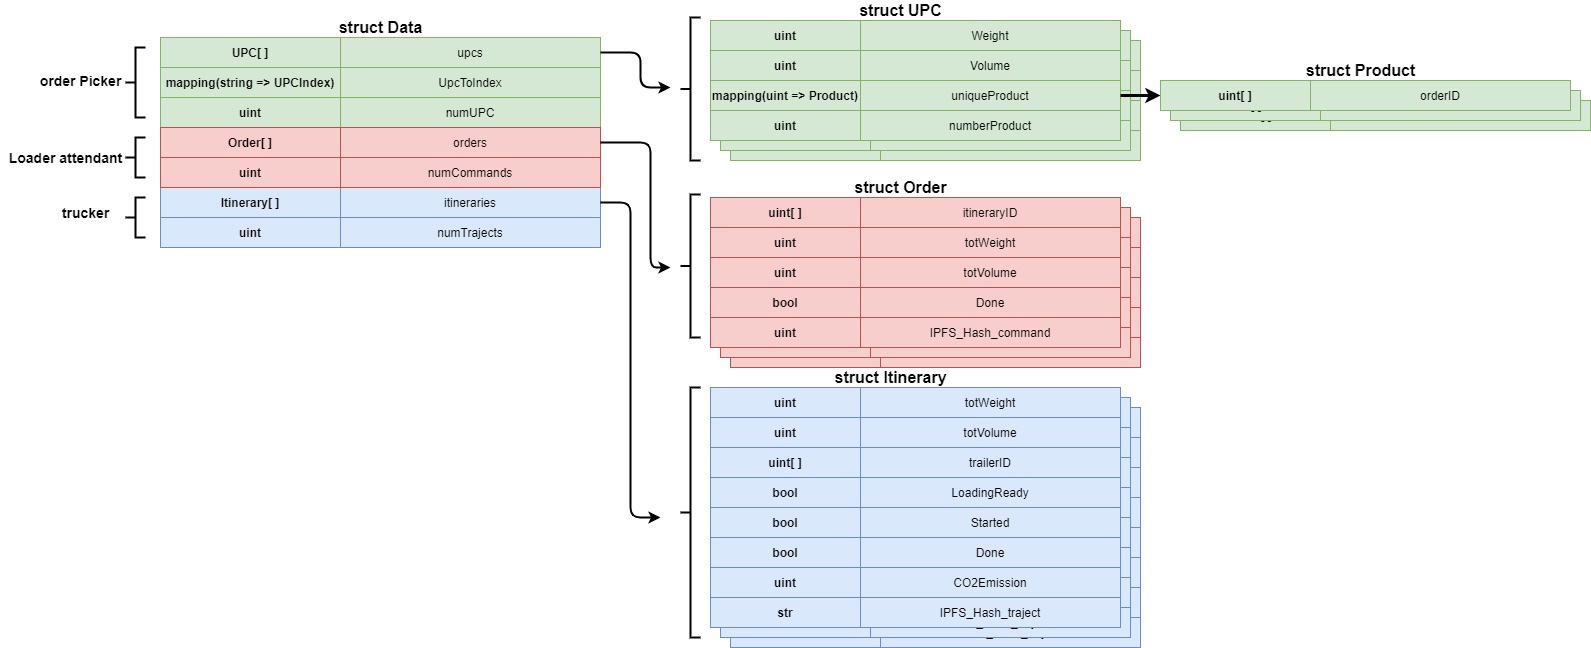 struct Data
order Picker
UPC[ ] upcs
mapping(string => UPCIndex) UpcToIndex
uint numUPC
Loader attendant
Order[ ] orders
uint numCommands
trucker
Itinerary[ ] itineraries
uint numTrajects
struct UPC
uint Weight
uint Volume
mapping(uint => Product) uniqueProduct
uint numberProduct
struct Product
uint[ ] orderID
struct Order
uint[ ] itineraryID
uint totWeight
uint totVolume
bool Done
uint IPFS_Hash_command
struct Itinerary
uint totWeight
uint totVolume
uint[ ] trailerID
bool LoadingReady
bool Started
bool Done
uint CO2Emission
str IPFS_Hash_traject